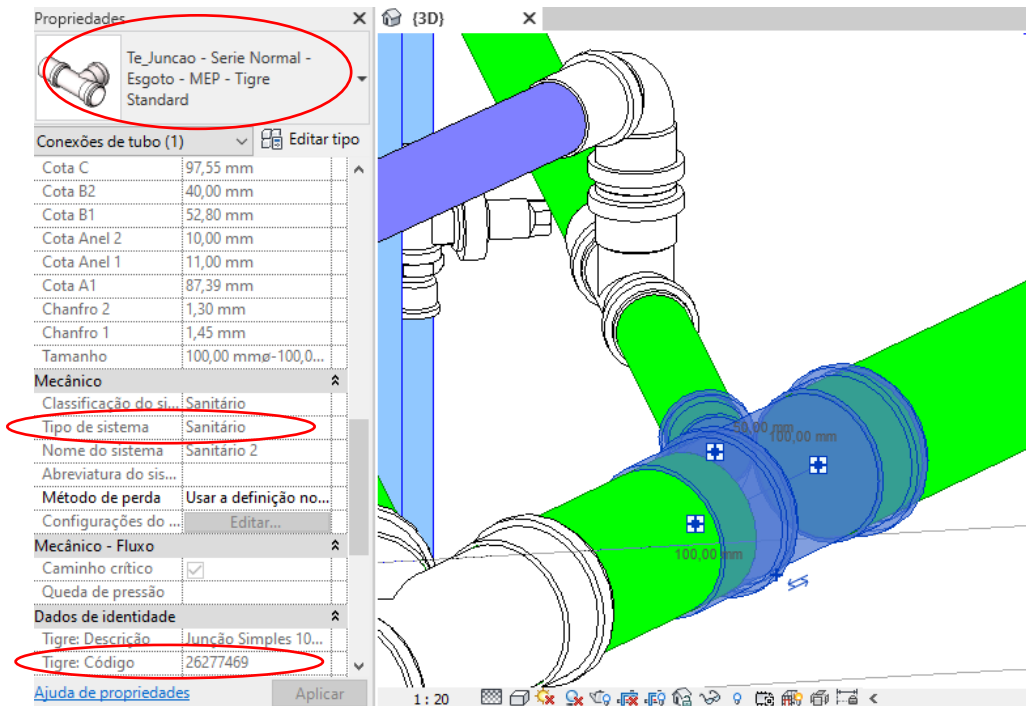 Propriedades
{3D}
Te_Juncao - Serie Normal -
Esgoto - MEP - Tigre
Standard
Conexões de tubo (1)
Editar tipo
Cota C 97,55 mm
Cota B2 40,00 mm
Cota B1 52,80 mm
Cota Anel 2 10,00 mm
Cota Anel 1 11,00 mm
Cota A1 87,39 mm
Chanfro 2 1,30 mm
Chanfro 1 1,45 mm
Tamanho 100,00 mmø-100,0...
Mecânico
Classificação do si... Sanitário
Tipo de sistema Sanitário
Nome do sistema Sanitário 2
Abreviatura do sis...
Método de perda Usar a definição no...
Configurações do ... Editar...
Mecânico - Fluxo
Caminho crítico
Queda de pressão
Dados de identidade
Tigre: Descrição Junção Simples 10...
Tigre: Código 26277469
Ajuda de propriedades
Aplicar
50,00 mm
100,00 mm
100,00 mm
1 : 20